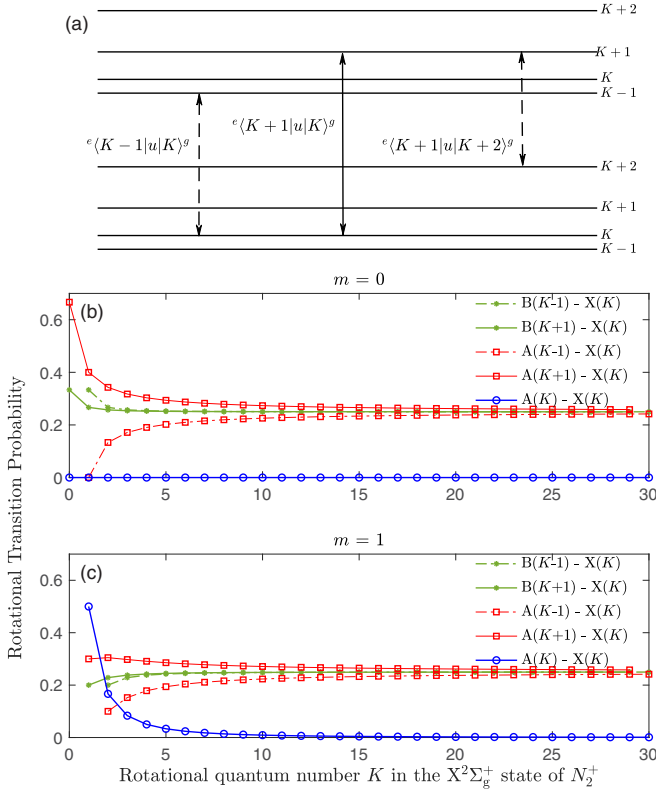 (a)
K + 2
K + 1
K
K − 1
ᵉ⟨K − 1|u|K⟩ᵍ
ᵉ⟨K + 1|u|K⟩ᵍ
ᵉ⟨K + 1|u|K + 2⟩ᵍ
K + 2
K + 1
K
K − 1
m = 0
(b)
B(K-1) - X(K)
B(K+1) - X(K)
A(K-1) - X(K)
A(K+1) - X(K)
A(K) - X(K)
0.6
0.4
0.2
0
0 5 10 15 20 25 30
m = 1
(c)
B(K-1) - X(K)
B(K+1) - X(K)
A(K-1) - X(K)
A(K+1) - X(K)
A(K) - X(K)
0.6
0.4
0.2
0
0 5 10 15 20 25 30
Rotational Transition Probability
Rotational quantum number K in the X²Σ⁺g state of N₂⁺